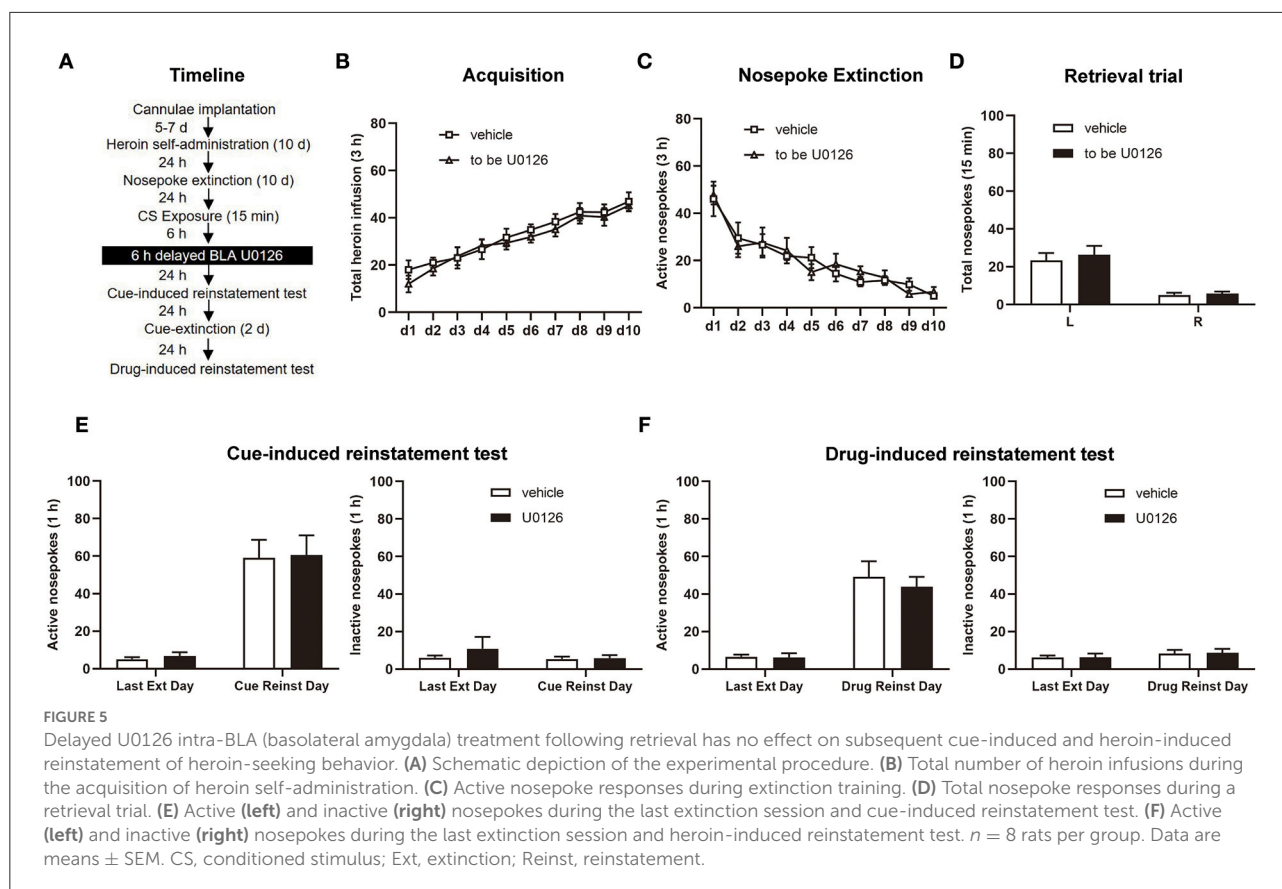 A
Timeline
Cannulae implantation
5-7 d
Heroin self-administration (10 d)
24 h
Nosepoke extinction (10 d)
24 h
CS Exposure (15 min)
6 h
6 h delayed BLA U0126
24 h
Cue-induced reinstatement test
24 h
Cue-extinction (2 d)
24 h
Drug-induced reinstatement test
B
Acquisition
Total heroin infusion (3 h)
80
60
40
20
0
vehicle
to be U0126
d1 d2 d3 d4 d5 d6 d7 d8 d9 d10
C
Nosepoke Extinction
Active nosepokes (3 h)
80
60
40
20
0
vehicle
to be U0126
d1 d2 d3 d4 d5 d6 d7 d8 d9 d10
D
Retrieval trial
Total nosepokes (15 min)
100
80
60
40
20
0
vehicle
to be U0126
L R
E
Cue-induced reinstatement test
Active nosepokes (1 h)
100
80
60
40
20
0
Last Ext Day Cue Reinst Day
Inactive nosepokes (1 h)
100
80
60
40
20
0
vehicle
U0126
Last Ext Day Cue Reinst Day
F
Drug-induced reinstatement test
Active nosepokes (1 h)
100
80
60
40
20
0
Last Ext Day Drug Reinst Day
Inactive nosepokes (1 h)
100
80
60
40
20
0
vehicle
U0126
Last Ext Day Drug Reinst Day
FIGURE 5
Delayed U0126 intra-BLA (basolateral amygdala) treatment following retrieval has no effect on subsequent cue-induced and heroin-induced
reinstatement of heroin-seeking behavior. (A) Schematic depiction of the experimental procedure. (B) Total number of heroin infusions during
the acquisition of heroin self-administration. (C) Active nosepoke responses during extinction training. (D) Total nosepoke responses during a
retrieval trial. (E) Active (left) and inactive (right) nosepokes during the last extinction session and cue-induced reinstatement test. (F) Active
(left) and inactive (right) nosepokes during the last extinction session and heroin-induced reinstatement test. n = 8 rats per group. Data are
means ± SEM. CS, conditioned stimulus; Ext, extinction; Reinst, reinstatement.